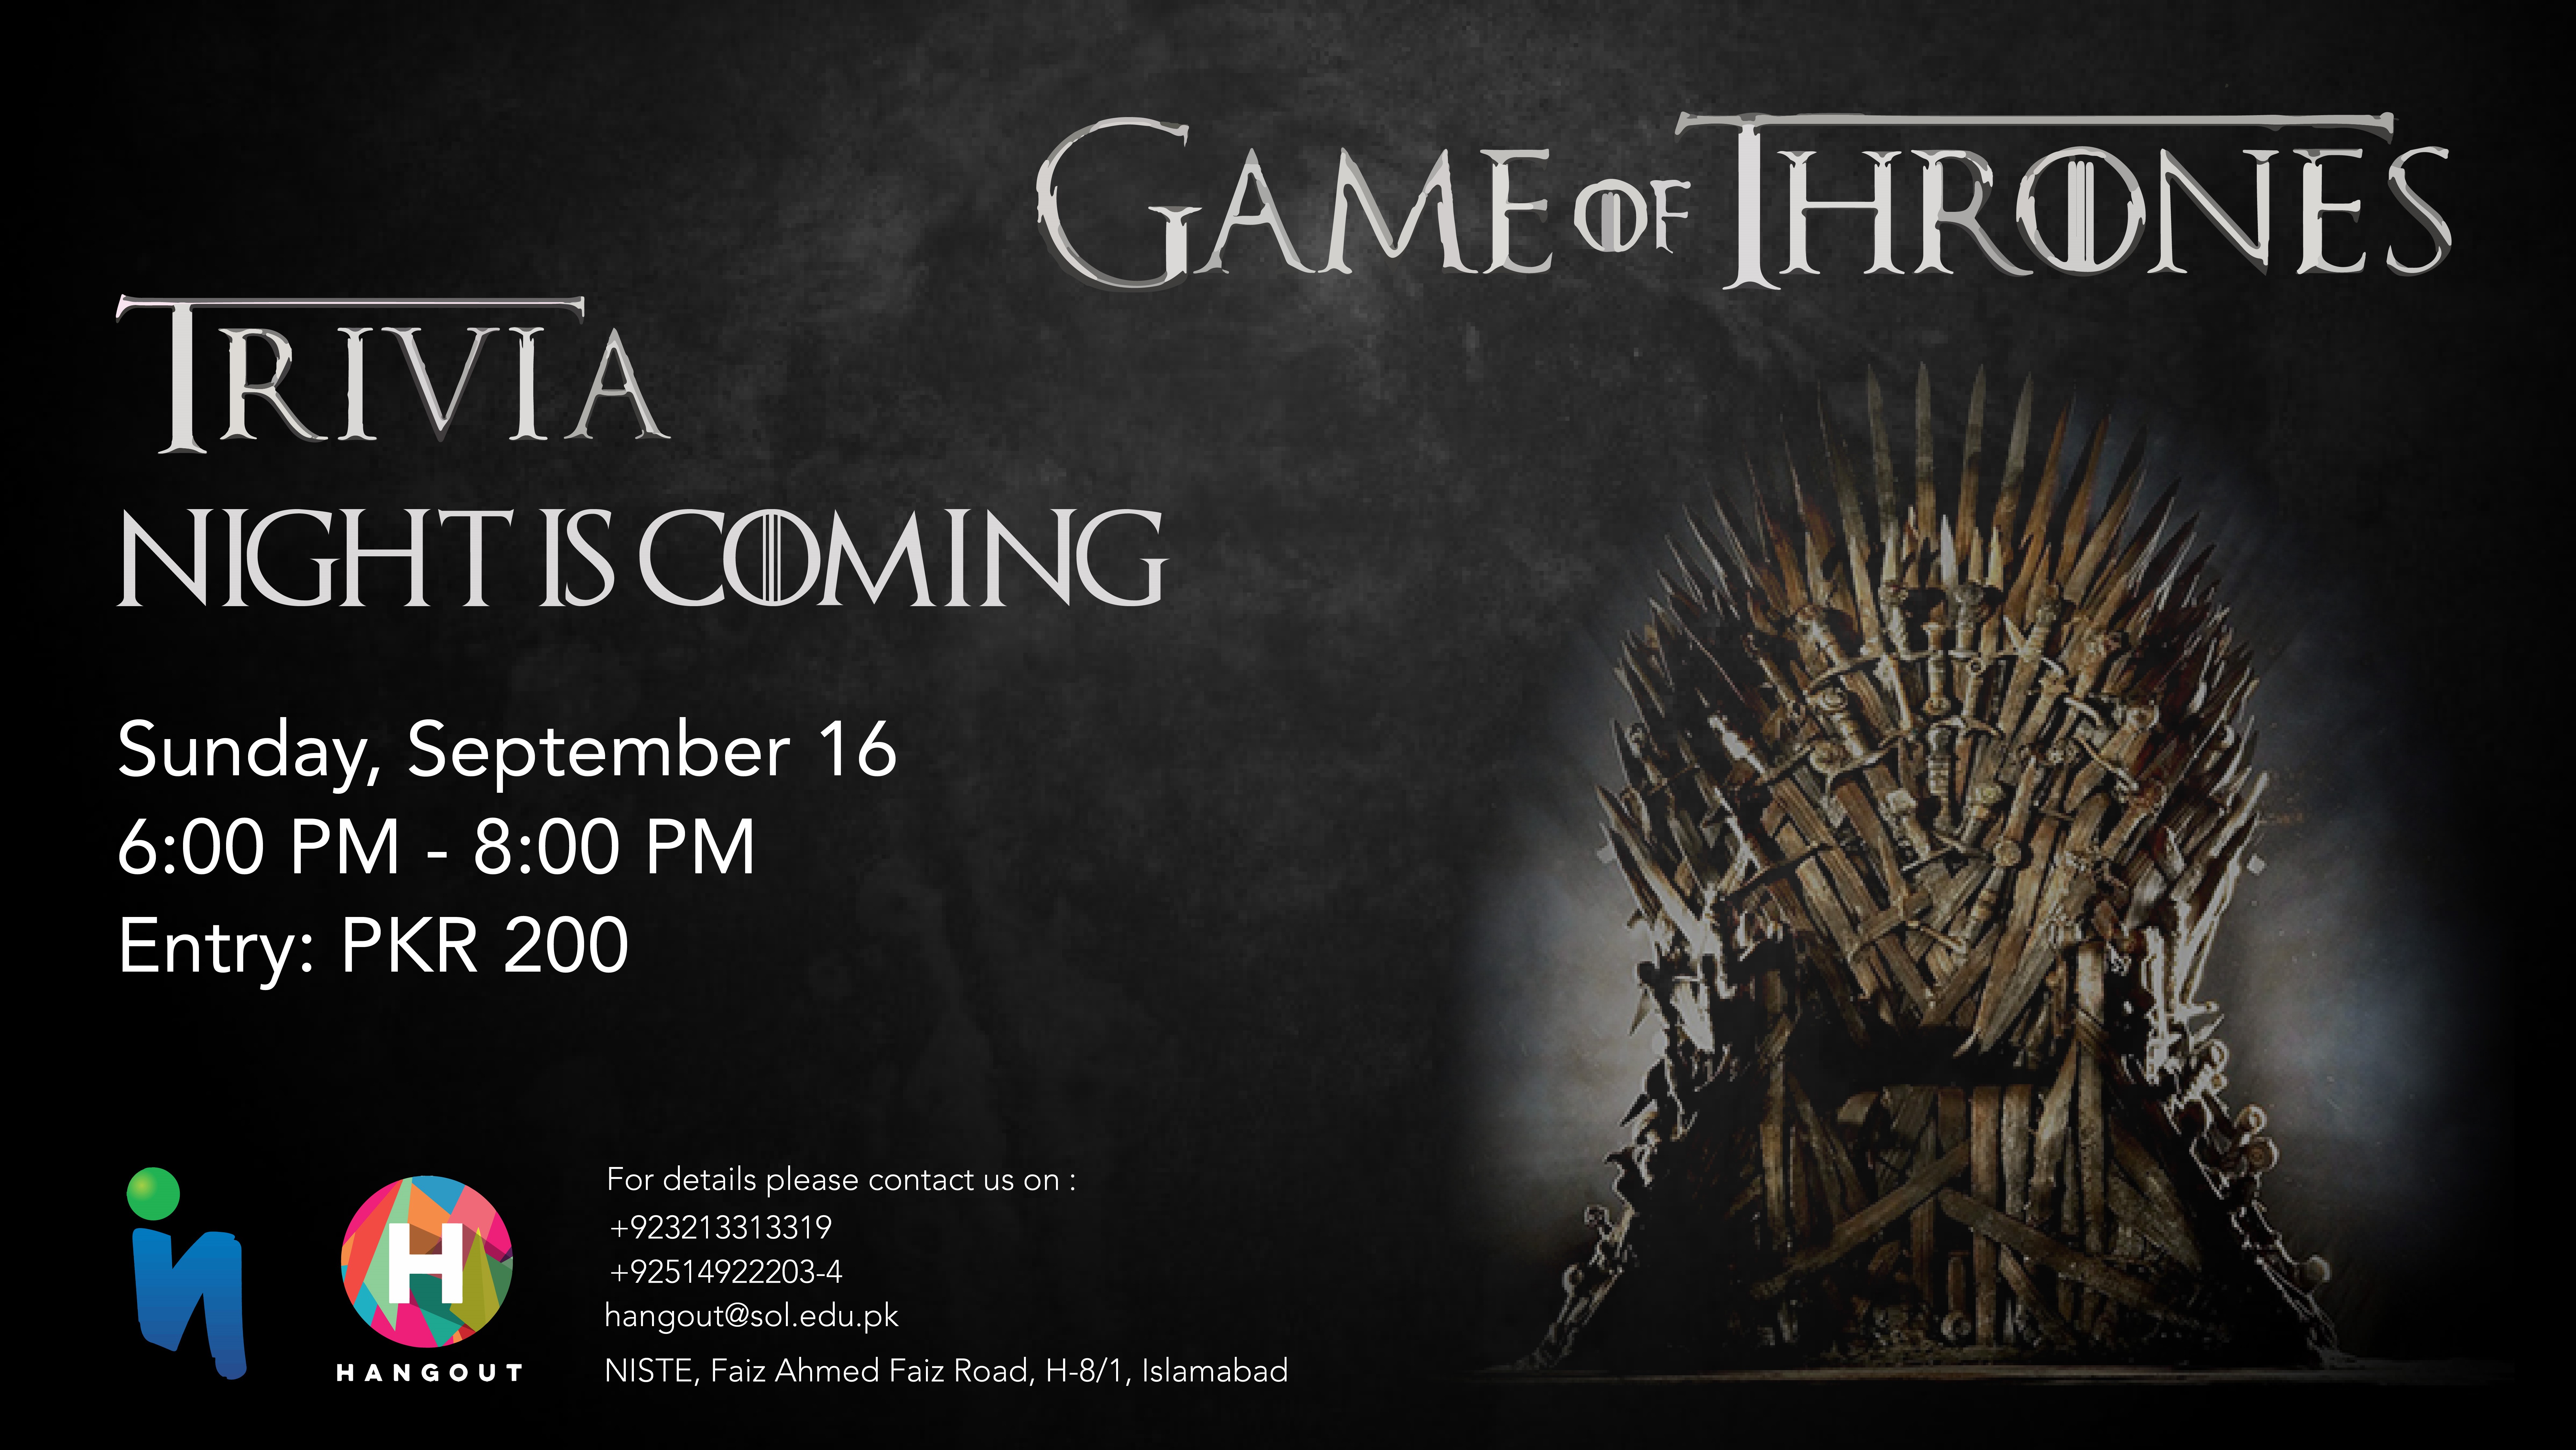 GAME OF THRONES
TRIVIA
NIGHT IS COMING
Sunday, September 16
6:00 PM - 8:00 PM
Entry: PKR 200
in
H
HANGOUT
For details please contact us on :
+923213313319
+92514922203-4
hangout@sol.edu.pk
NISTE, Faiz Ahmed Faiz Road, H-8/1, Islamabad